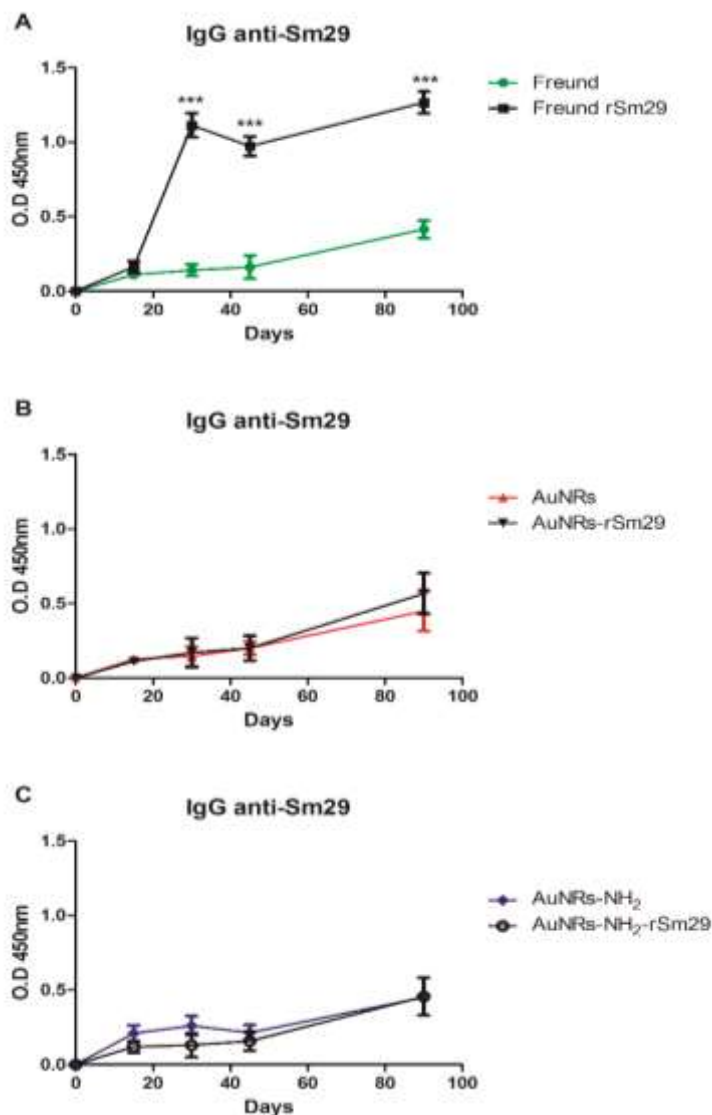 A
IgG anti-Sm29
1.5
1.0
0.5
0.0
O.D 450nm
***
***
***
0 20 40 60 80 100
Days
Freund
Freund rSm29
B
IgG anti-Sm29
1.5
1.0
0.5
0.0
O.D 450nm
0 20 40 60 80 100
Days
AuNRs
AuNRs-rSm29
C
IgG anti-Sm29
1.5
1.0
0.5
0.0
O.D 450nm
0 20 40 60 80 100
Days
AuNRs-NH₂
AuNRs-NH₂-rSm29